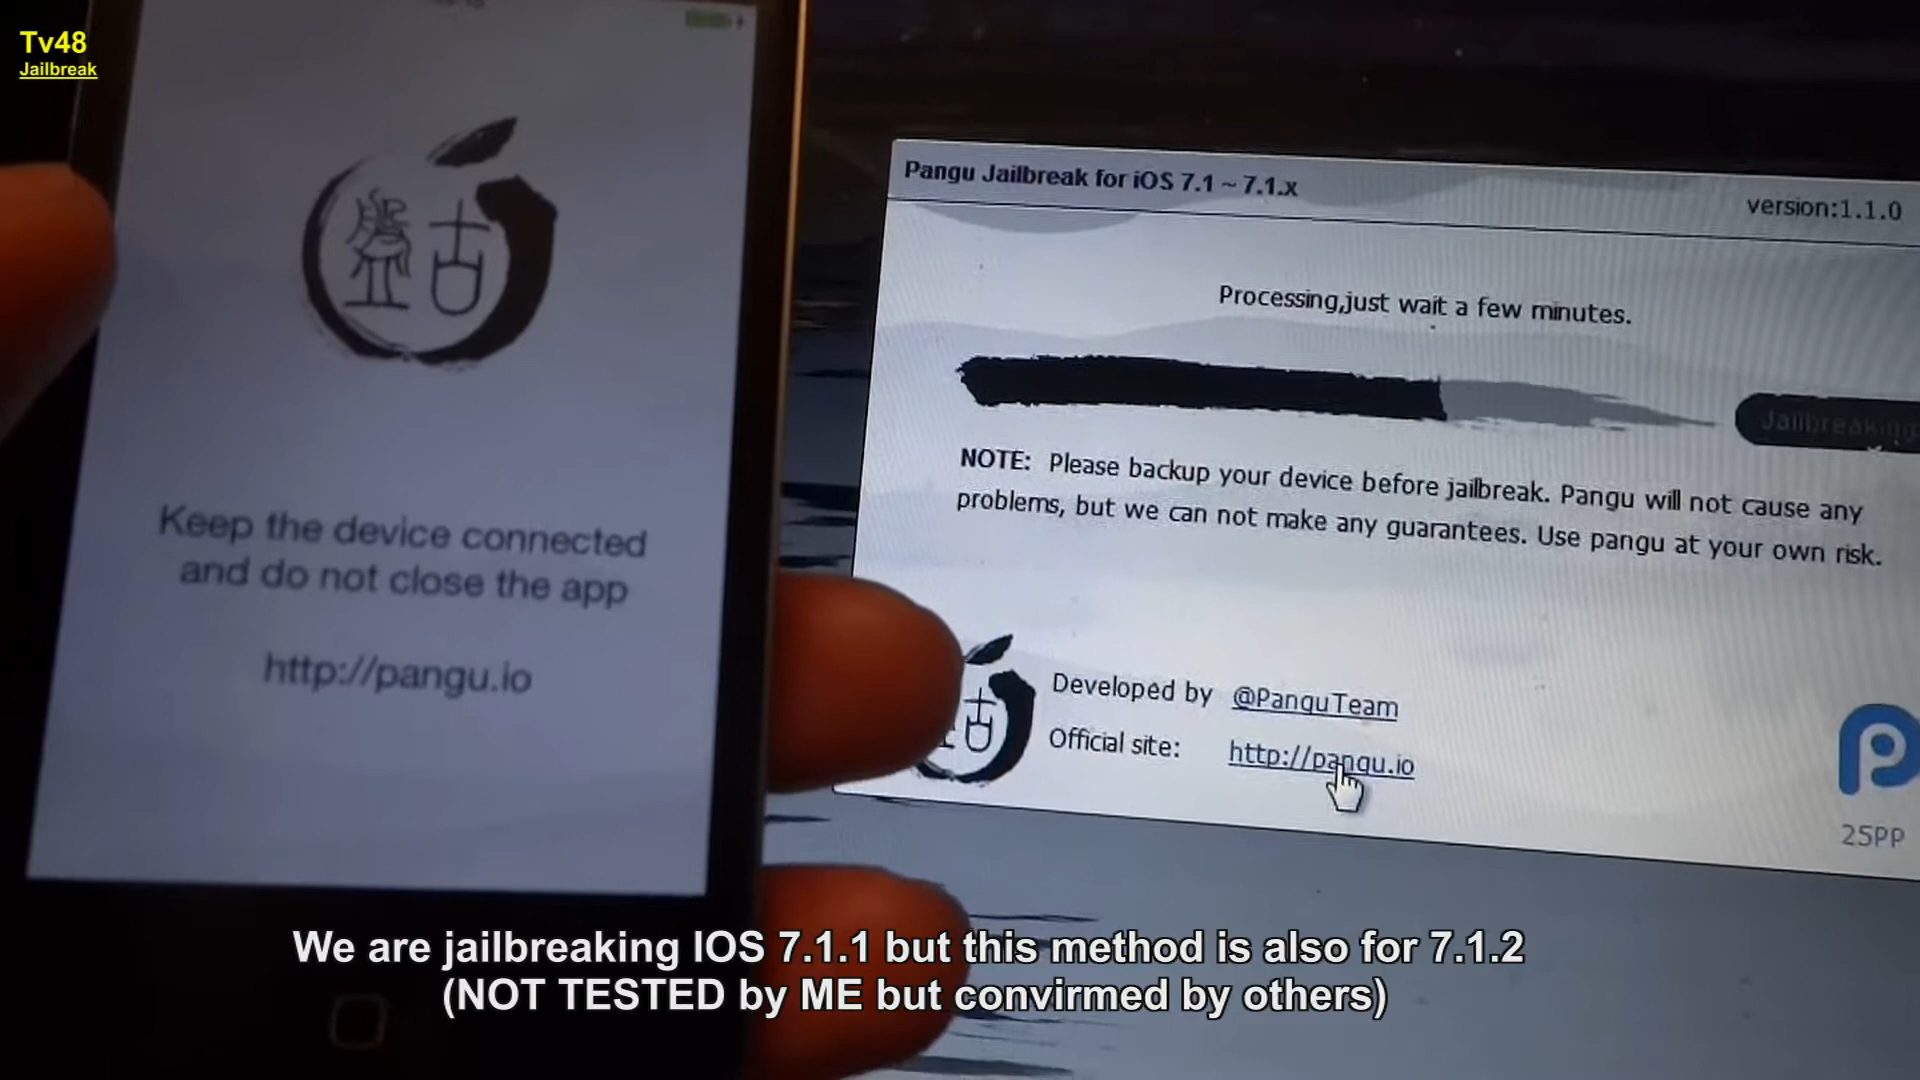 Tv48
Jailbreak
盤古
Keep the device connected
and do not close the app
http://pangu.io
Pangu Jailbreak for iOS 7.1 ~ 7.1.x
version:1.1.0
Processing,just wait a few minutes.
Jailbreaking
NOTE: Please backup your device before jailbreak. Pangu will not cause any
problems, but we can not make any guarantees. Use pangu at your own risk.
古
Developed by @PanguTeam
Official site: http://pangu.io
25PP
We are jailbreaking IOS 7.1.1 but this method is also for 7.1.2
(NOT TESTED by ME but convirmed by others)